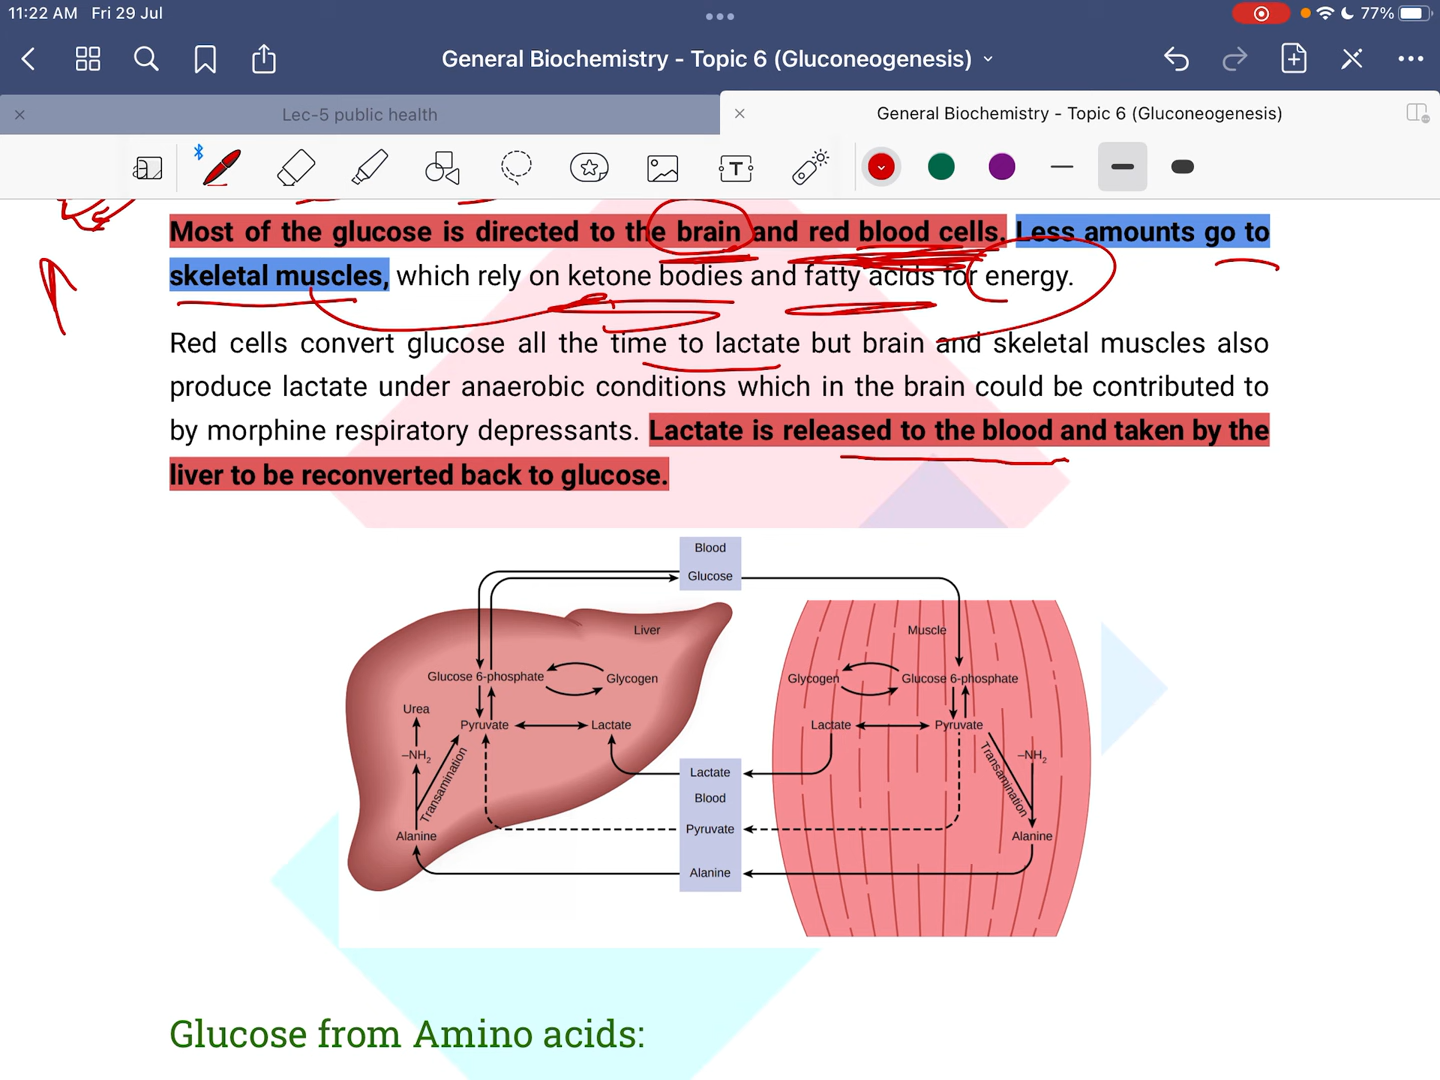 11:22 AM Fri 29 Jul
77%
General Biochemistry - Topic 6 (Gluconeogenesis)
Lec-5 public health
General Biochemistry - Topic 6 (Gluconeogenesis)
T
Most of the glucose is directed to the brain and red blood cells. Less amounts go to
skeletal muscles, which rely on ketone bodies and fatty acids for energy.
Red cells convert glucose all the time to lactate but brain and skeletal muscles also
produce lactate under anaerobic conditions which in the brain could be contributed to
by morphine respiratory depressants. Lactate is released to the blood and taken by the
liver to be reconverted back to glucose.
Blood
Glucose
Liver
Muscle
Glucose 6-phosphate
Glycogen
Glycogen
Glucose 6-phosphate
Urea
Pyruvate
Lactate
Lactate
Pyruvate
–NH2
Transamination
Transamination
–NH2
Lactate
Blood
Pyruvate
Alanine
Alanine
Alanine
Glucose from Amino acids: